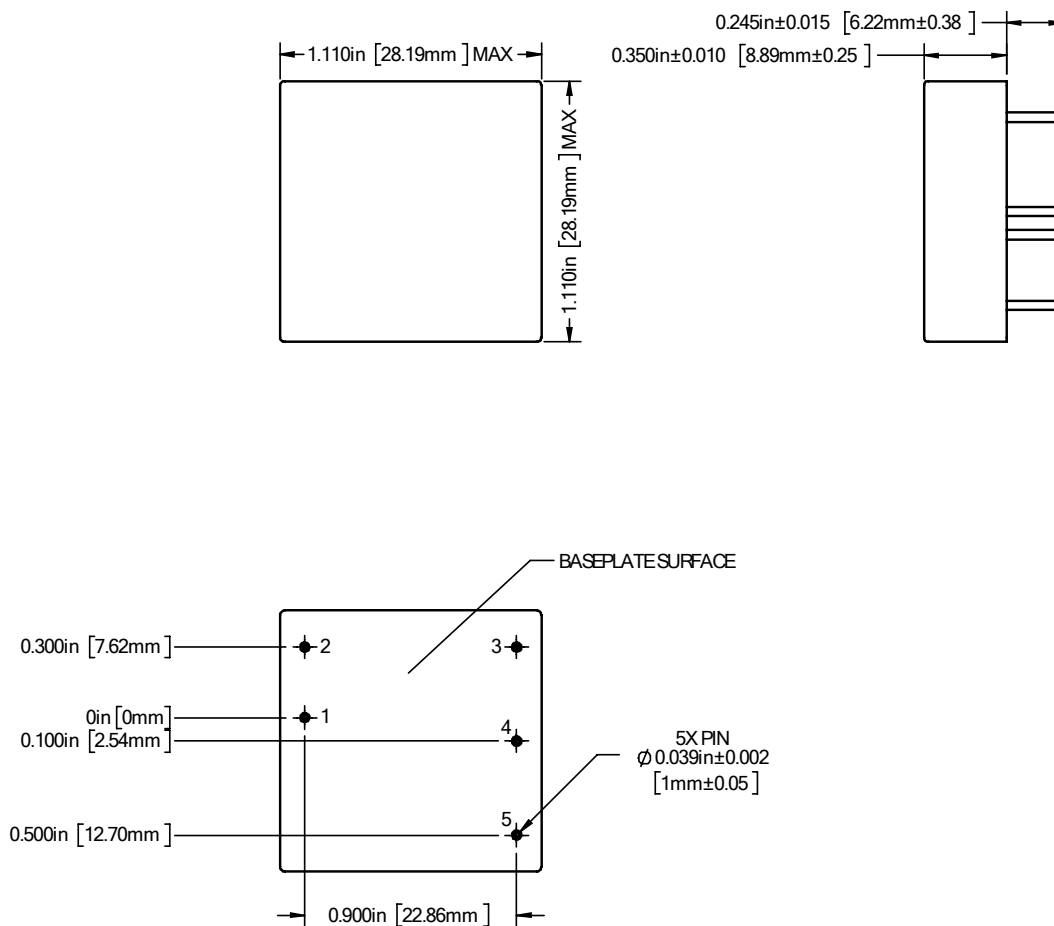 0.245in±0.015 [6.22mm±0.38]
0.350in±0.010 [8.89mm±0.25]
1.110in [28.19mm] MAX
1.110in [28.19mm] MAX
BASEPLATE SURFACE
0.300in [7.62mm]
2
3
0in [0mm]
1
4
0.100in [2.54mm]
5X PIN
Ø 0.039in±0.002
[1mm±0.05]
5
0.500in [12.70mm]
0.900in [22.86mm]